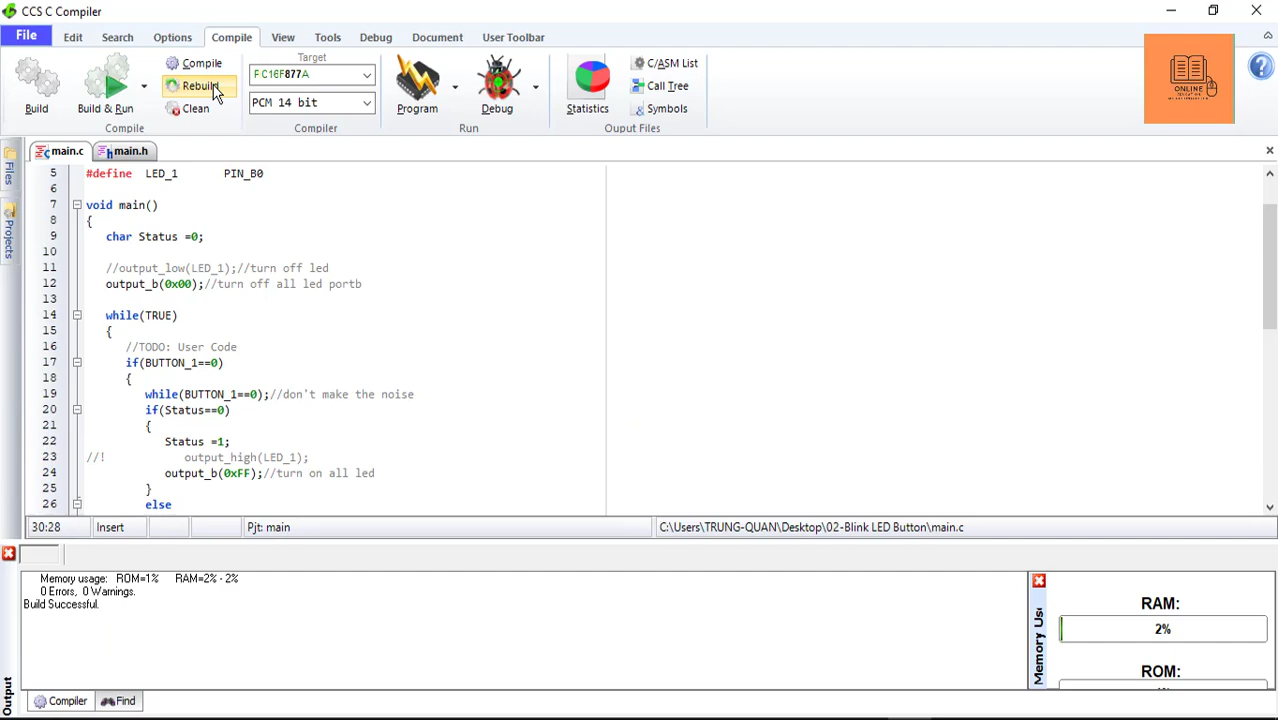 CCS C Compiler
File Edit Search Options Compile View Tools Debug Document User Toolbar
Build
Build & Run
Compile
Rebuild
Clean
Compile
Target
PIC16F877A
PCM 14 bit
Compiler
Program
Debug
Run
Statistics
C/ASM List
Call Tree
Symbols
Ouput Files
ONLINE
Files
Projects
main.c main.h
5 #define LED_1 PIN_B0
6
7 void main()
8 {
9 char Status =0;
10
11 //output_low(LED_1);//turn off led
12 output_b(0x00);//turn off all led portb
13
14 while(TRUE)
15 {
16 //TODO: User Code
17 if(BUTTON_1==0)
18 {
19 while(BUTTON_1==0);//don't make the noise
20 if(Status==0)
21 {
22 Status =1;
23 //! output_high(LED_1);
24 output_b(0xFF);//turn on all led
25 }
26 else
30:28 Insert Pjt: main C:\Users\TRUNG-QUAN\Desktop\02-Blink LED Button\main.c
Memory usage: ROM=1% RAM=2% - 2%
0 Errors, 0 Warnings.
Build Successful.
Output
Compiler Find
Memory Us
RAM:
2%
ROM: